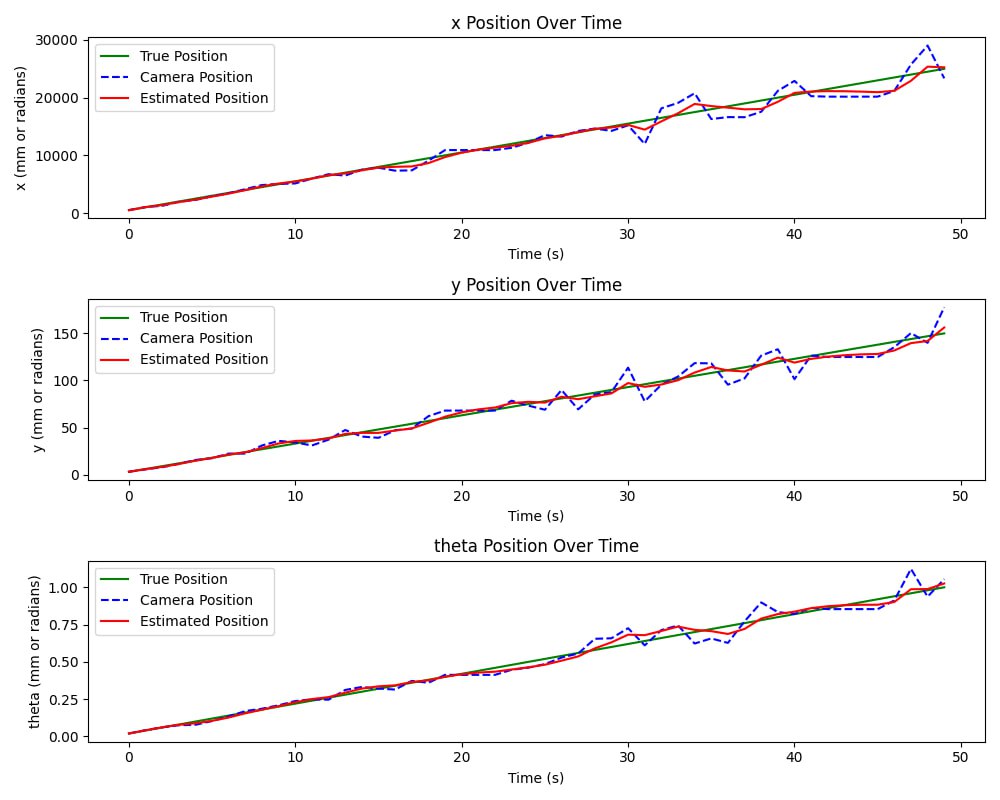 x Position Over Time
x (mm or radians)
30000
20000
10000
0
True Position
Camera Position
Estimated Position
0 10 20 30 40 50
Time (s)
y Position Over Time
y (mm or radians)
150
100
50
0
True Position
Camera Position
Estimated Position
0 10 20 30 40 50
Time (s)
theta Position Over Time
theta (mm or radians)
1.00
0.75
0.50
0.25
0.00
True Position
Camera Position
Estimated Position
0 10 20 30 40 50
Time (s)